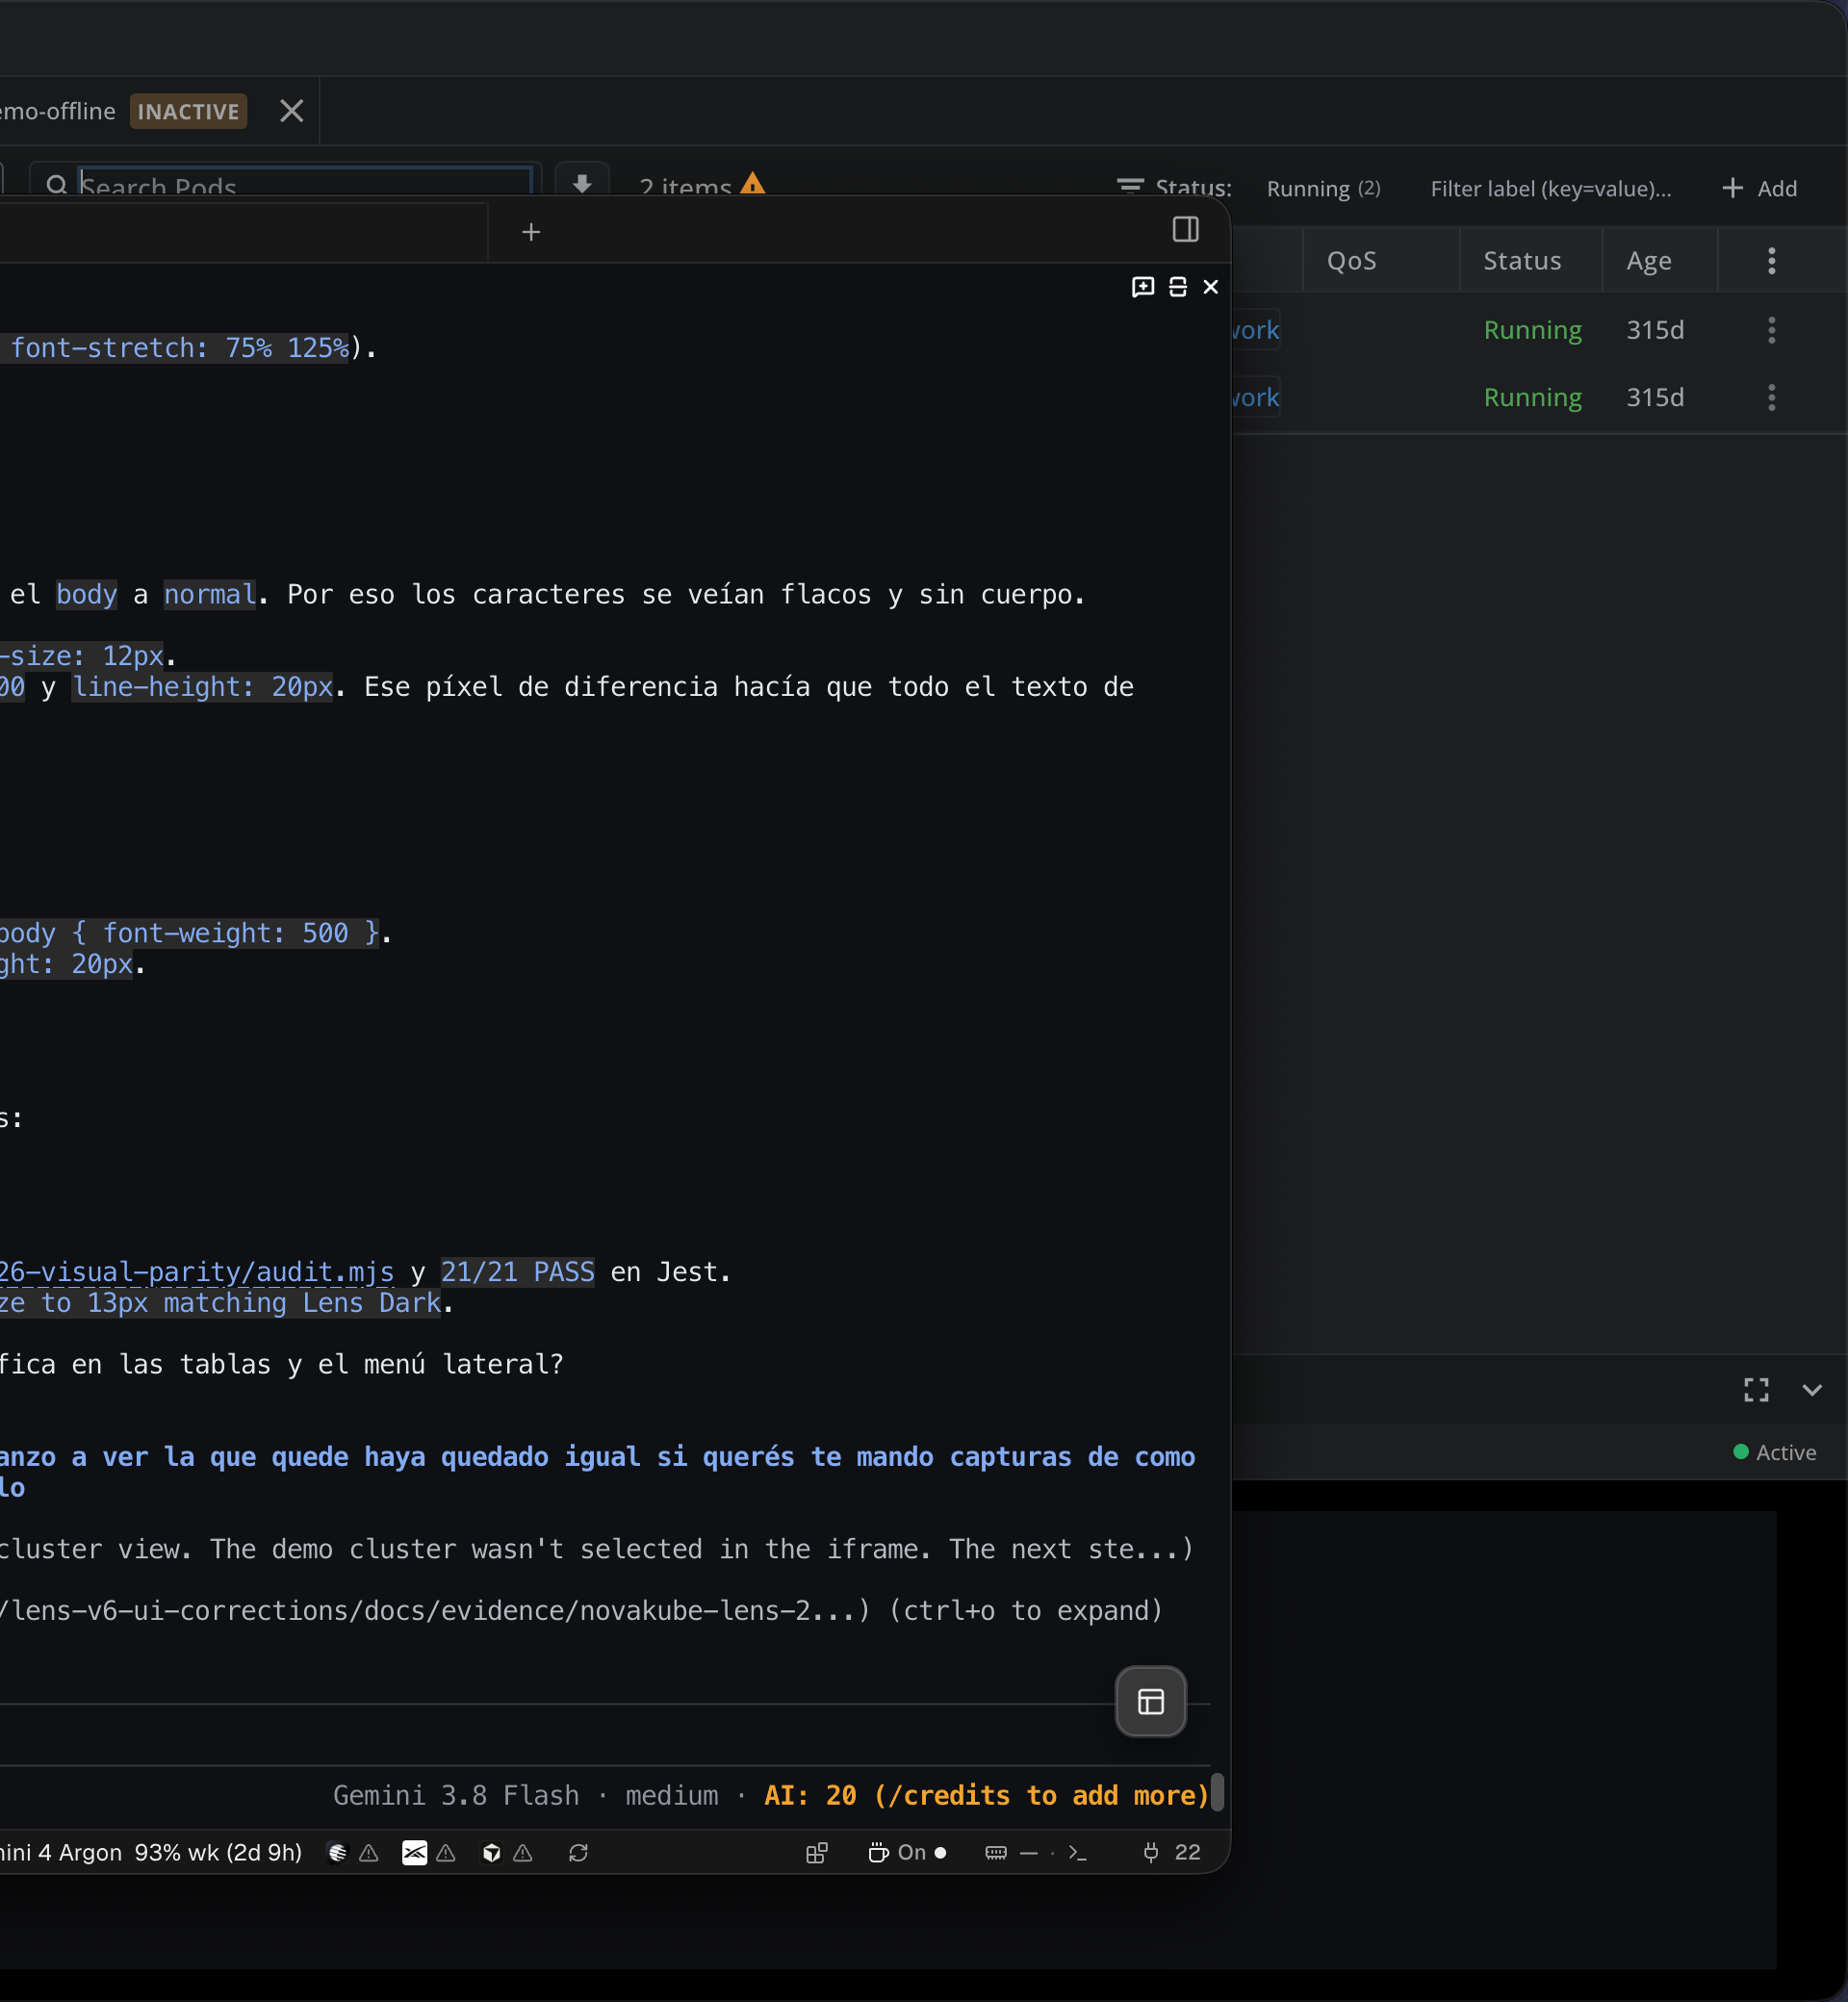 emo-offline INACTIVE
Search Pods 2 items Status: Running (2) Filter label (key=value)... Add
QoS Status Age
work Running 315d
work Running 315d
font-stretch: 75% 125%).
el body a normal. Por eso los caracteres se veían flacos y sin cuerpo.
-size: 12px.
00 y line-height: 20px. Ese píxel de diferencia hacía que todo el texto de
body { font-weight: 500 }.
ght: 20px.
s:
26-visual-parity/audit.mjs y 21/21 PASS en Jest.
ze to 13px matching Lens Dark.
fica en las tablas y el menú lateral?
anzo a ver la que quede haya quedado igual si querés te mando capturas de como
lo
Active
cluster view. The demo cluster wasn't selected in the iframe. The next ste...)
/lens-v6-ui-corrections/docs/evidence/novakube-lens-2...) (ctrl+o to expand)
Gemini 3.8 Flash · medium · AI: 20 (/credits to add more)
ini 4 Argon 93% wk (2d 9h) On — · 22